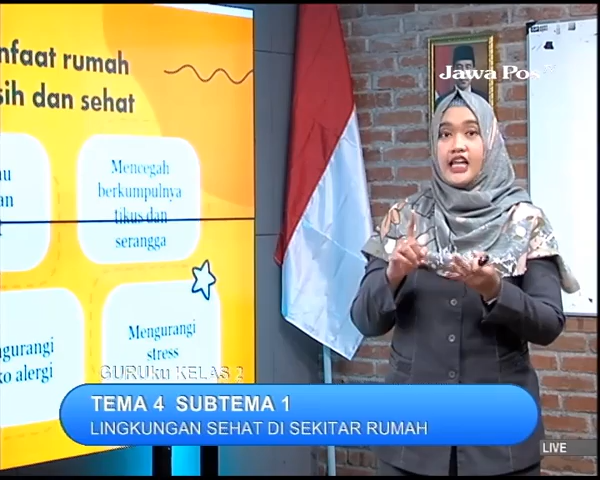 nfaat rumah
sih dan sehat
Mencegah
berkumpulnya
tikus dan
serangga
ngurangi
ko alergi
Mengurangi
stress
Jawa Pos
GURUku KELAS 2
TEMA 4 SUBTEMA 1
LINGKUNGAN SEHAT DI SEKITAR RUMAH
LIVE